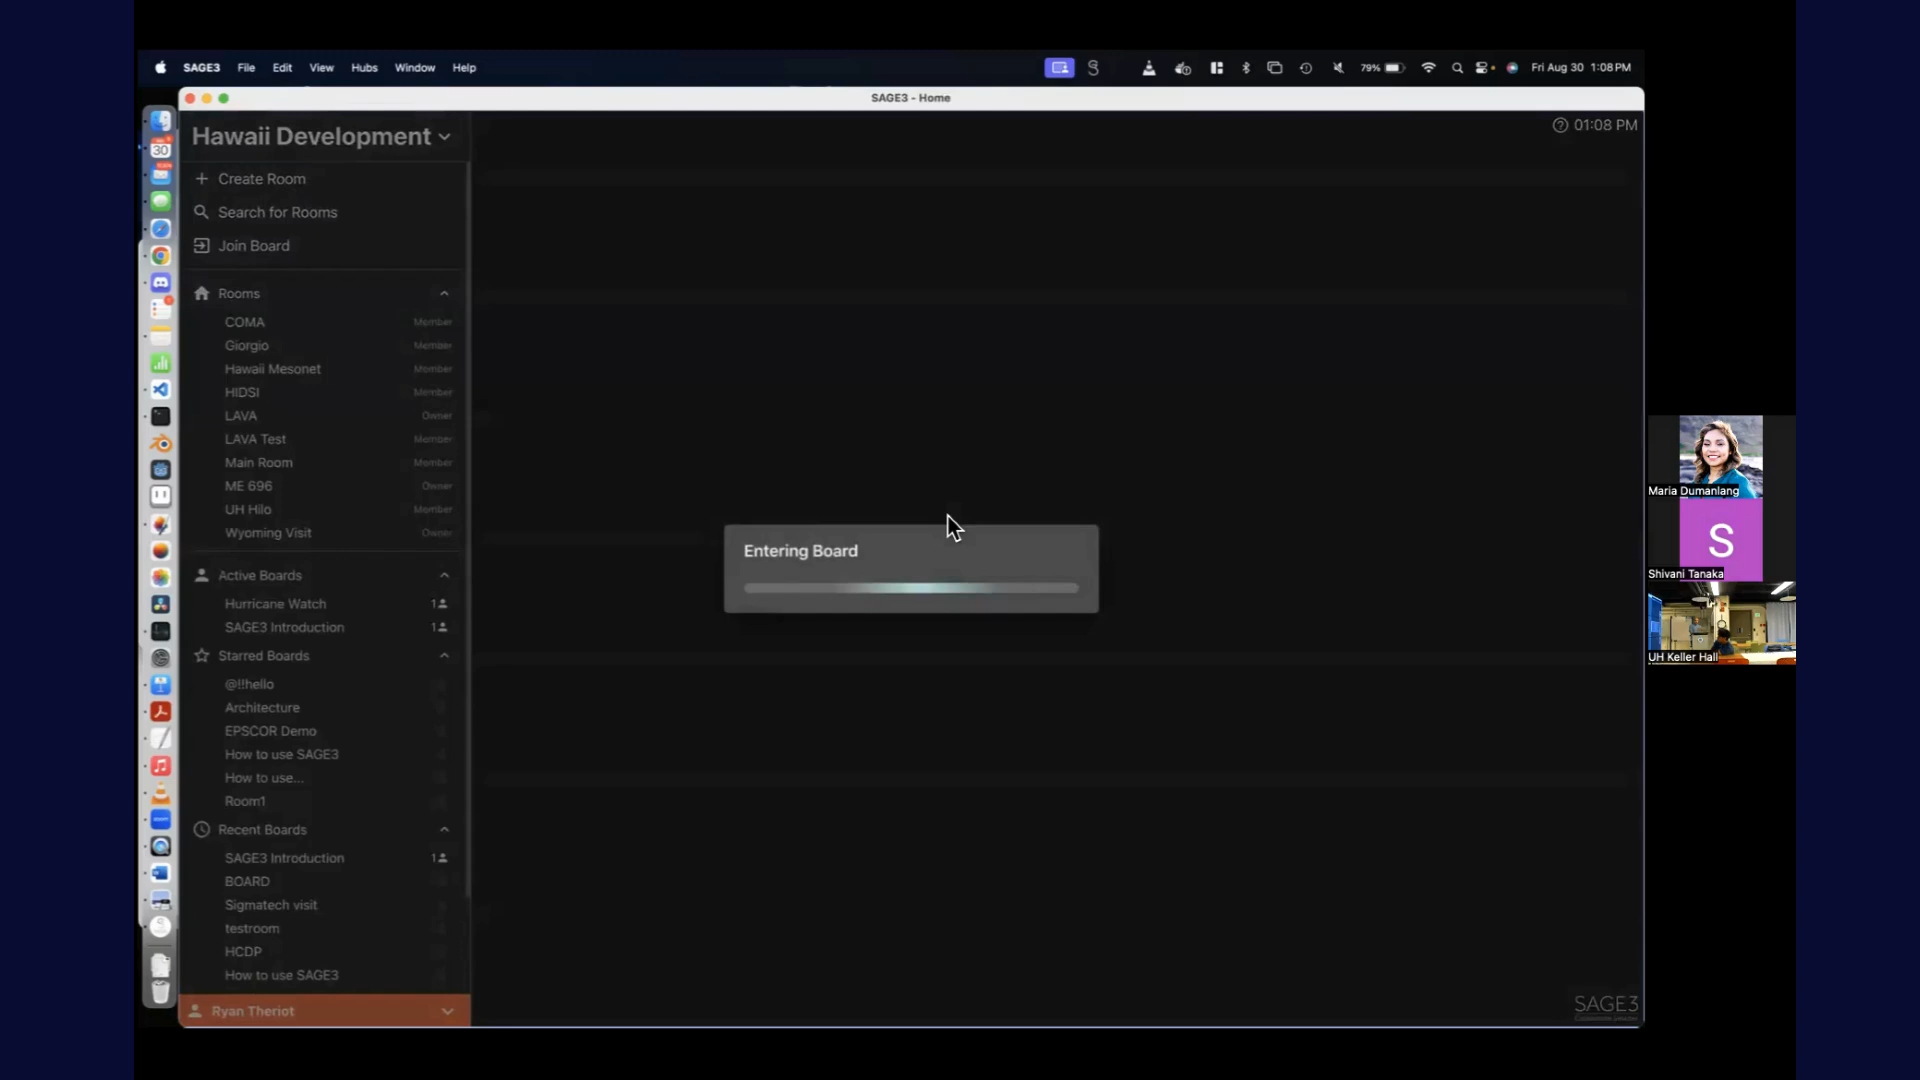 SAGE3 File Edit View Hubs Window Help
79% Fri Aug 30 1:08 PM
SAGE3 - Home
Hawaii Development
01:08 PM
Create Room
Search for Rooms
Join Board
Rooms
COMA Member
Giorgio Member
Hawaii Mesonet Member
HIDSI Member
LAVA Owner
LAVA Test Member
Main Room Member
ME 696 Owner
UH Hilo Member
Wyoming Visit Owner
Active Boards
Hurricane Watch 1
SAGE3 Introduction 1
Starred Boards
@!!hello
Architecture
EPSCOR Demo
How to use SAGE3
How to use...
Room1
Recent Boards
SAGE3 Introduction 1
BOARD
Sigmatech visit
testroom
HCDP
How to use SAGE3
Ryan Theriot
Entering Board
SAGE3
Maria Dumanlang
S
Shivani Tanaka
UH Keller Hall
30